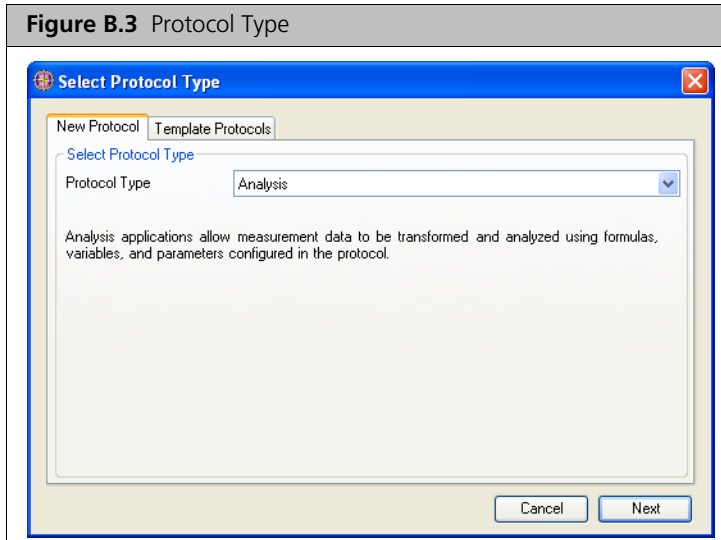 Figure B.3 Protocol Type
Select Protocol Type
New Protocol Template Protocols
Select Protocol Type
Protocol Type Analysis
Analysis applications allow measurement data to be transformed and analyzed using formulas,
variables, and parameters configured in the protocol.
Cancel Next